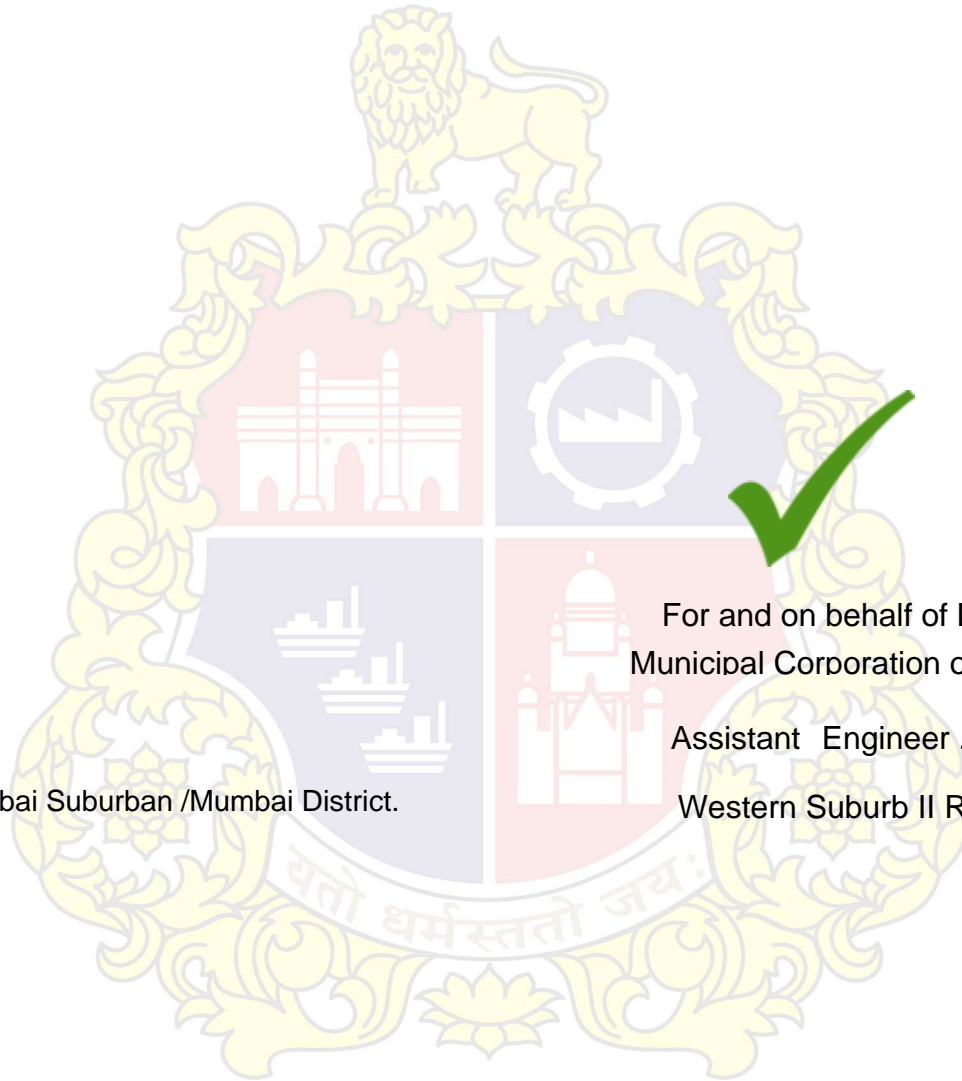 For and on behalf of
Municipal Corporation
Assistant Engineer .
bai Suburban /Mumbai District.
Western Suburb II R
यतो धर्मस्ततो जय: